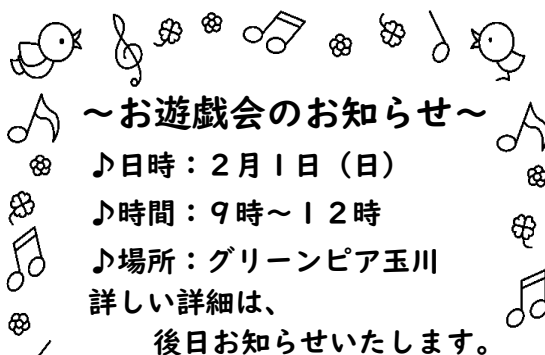 ～お遊戯会のお知らせ～
♪日時：２月１日（日）
♪時間：９時～１２時
♪場所：グリーンピア玉川
詳しい詳細は、
後日お知らせいたします。